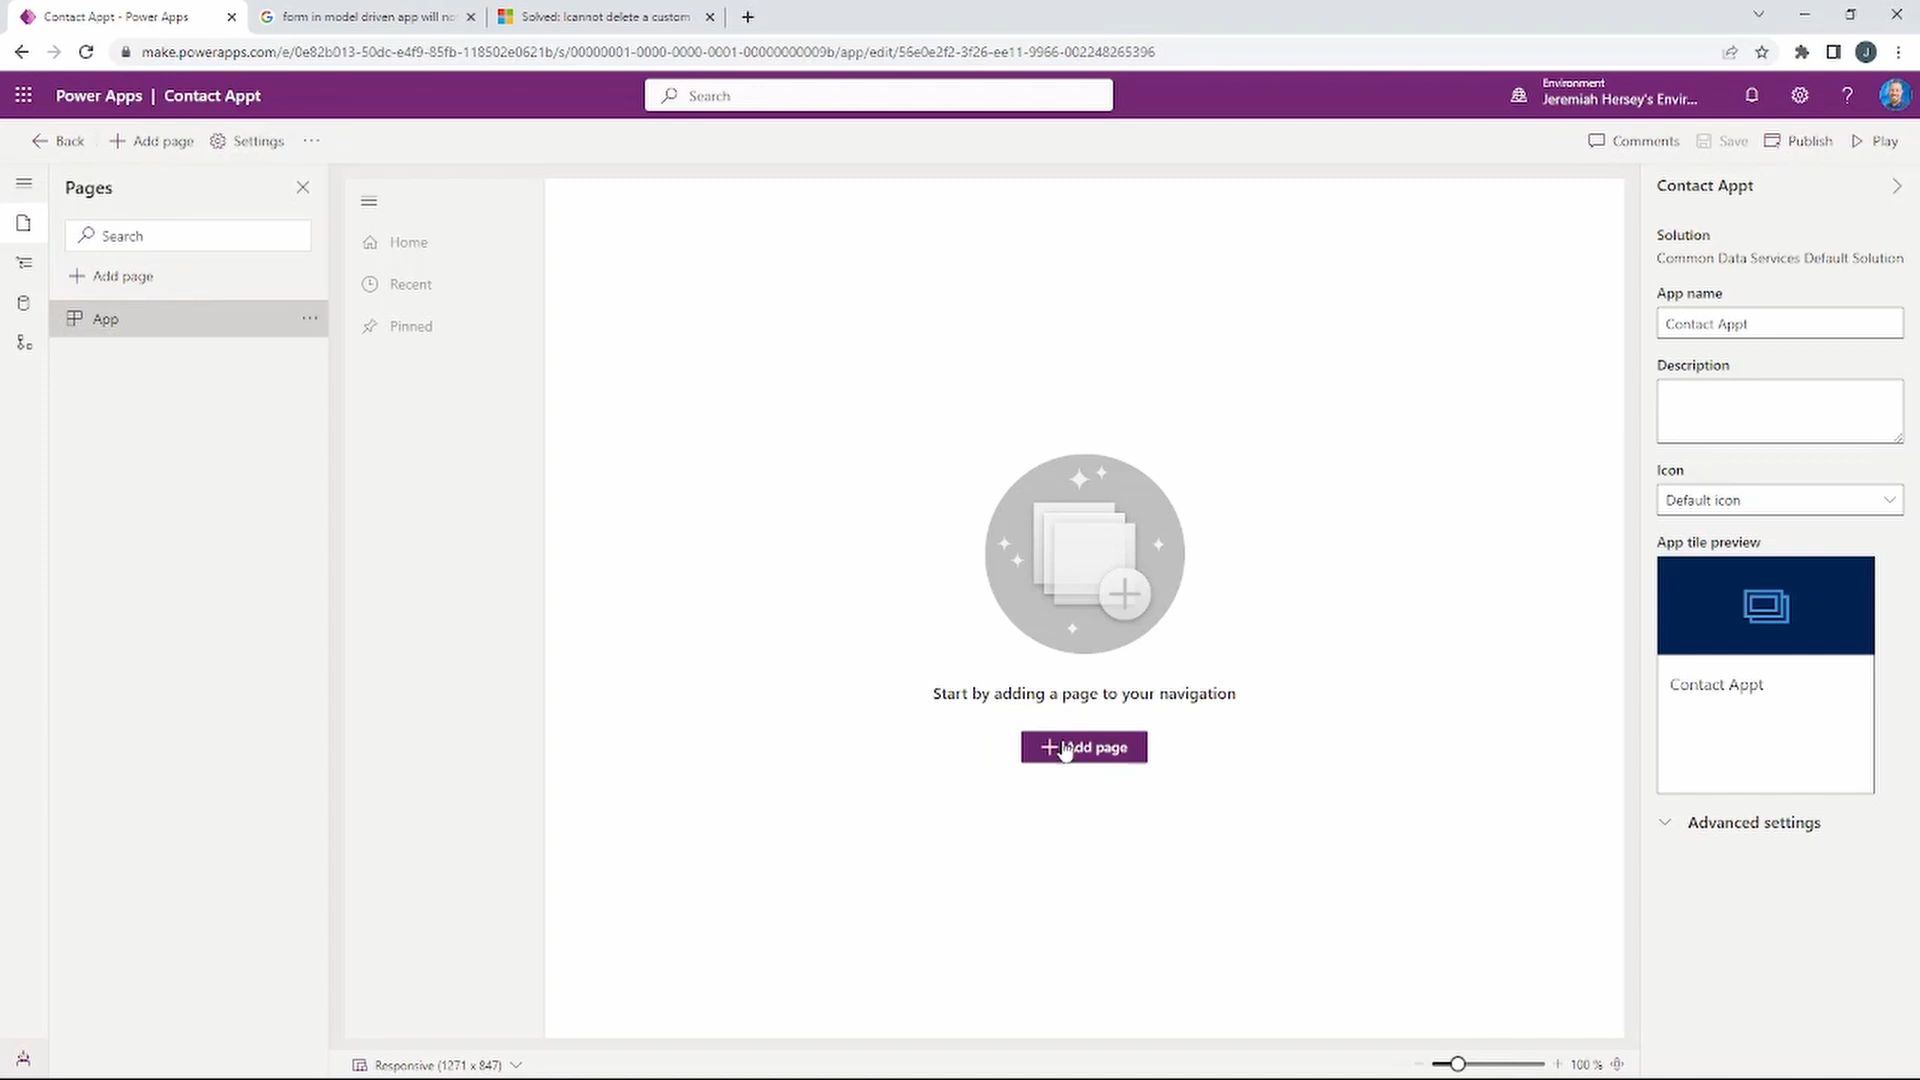 Contact Appt - Power Apps
form in model driven app will no
Solved: Icannot delete a custom
make.powerapps.com/e/0e82b013-50dc-e4f9-85fb-118502e0621b/s/00000001-0000-0000-0001-00000000009b/app/edit/56e0e2f2-3f26-ee11-9966-002248265396
J
Power Apps | Contact Appt
Search
Environment
Jeremiah Hersey's Envir...
?
Back
Add page
Settings
...
Comments
Save
Publish
Play
Pages
Search
Add page
App
...
Home
Recent
Pinned
Start by adding a page to your navigation
Add page
Contact Appt
Solution
Common Data Services Default Solution
App name
Contact Appt
Description
Icon
Default icon
App tile preview
Contact Appt
Advanced settings
Responsive (1271 x 847)
100 %